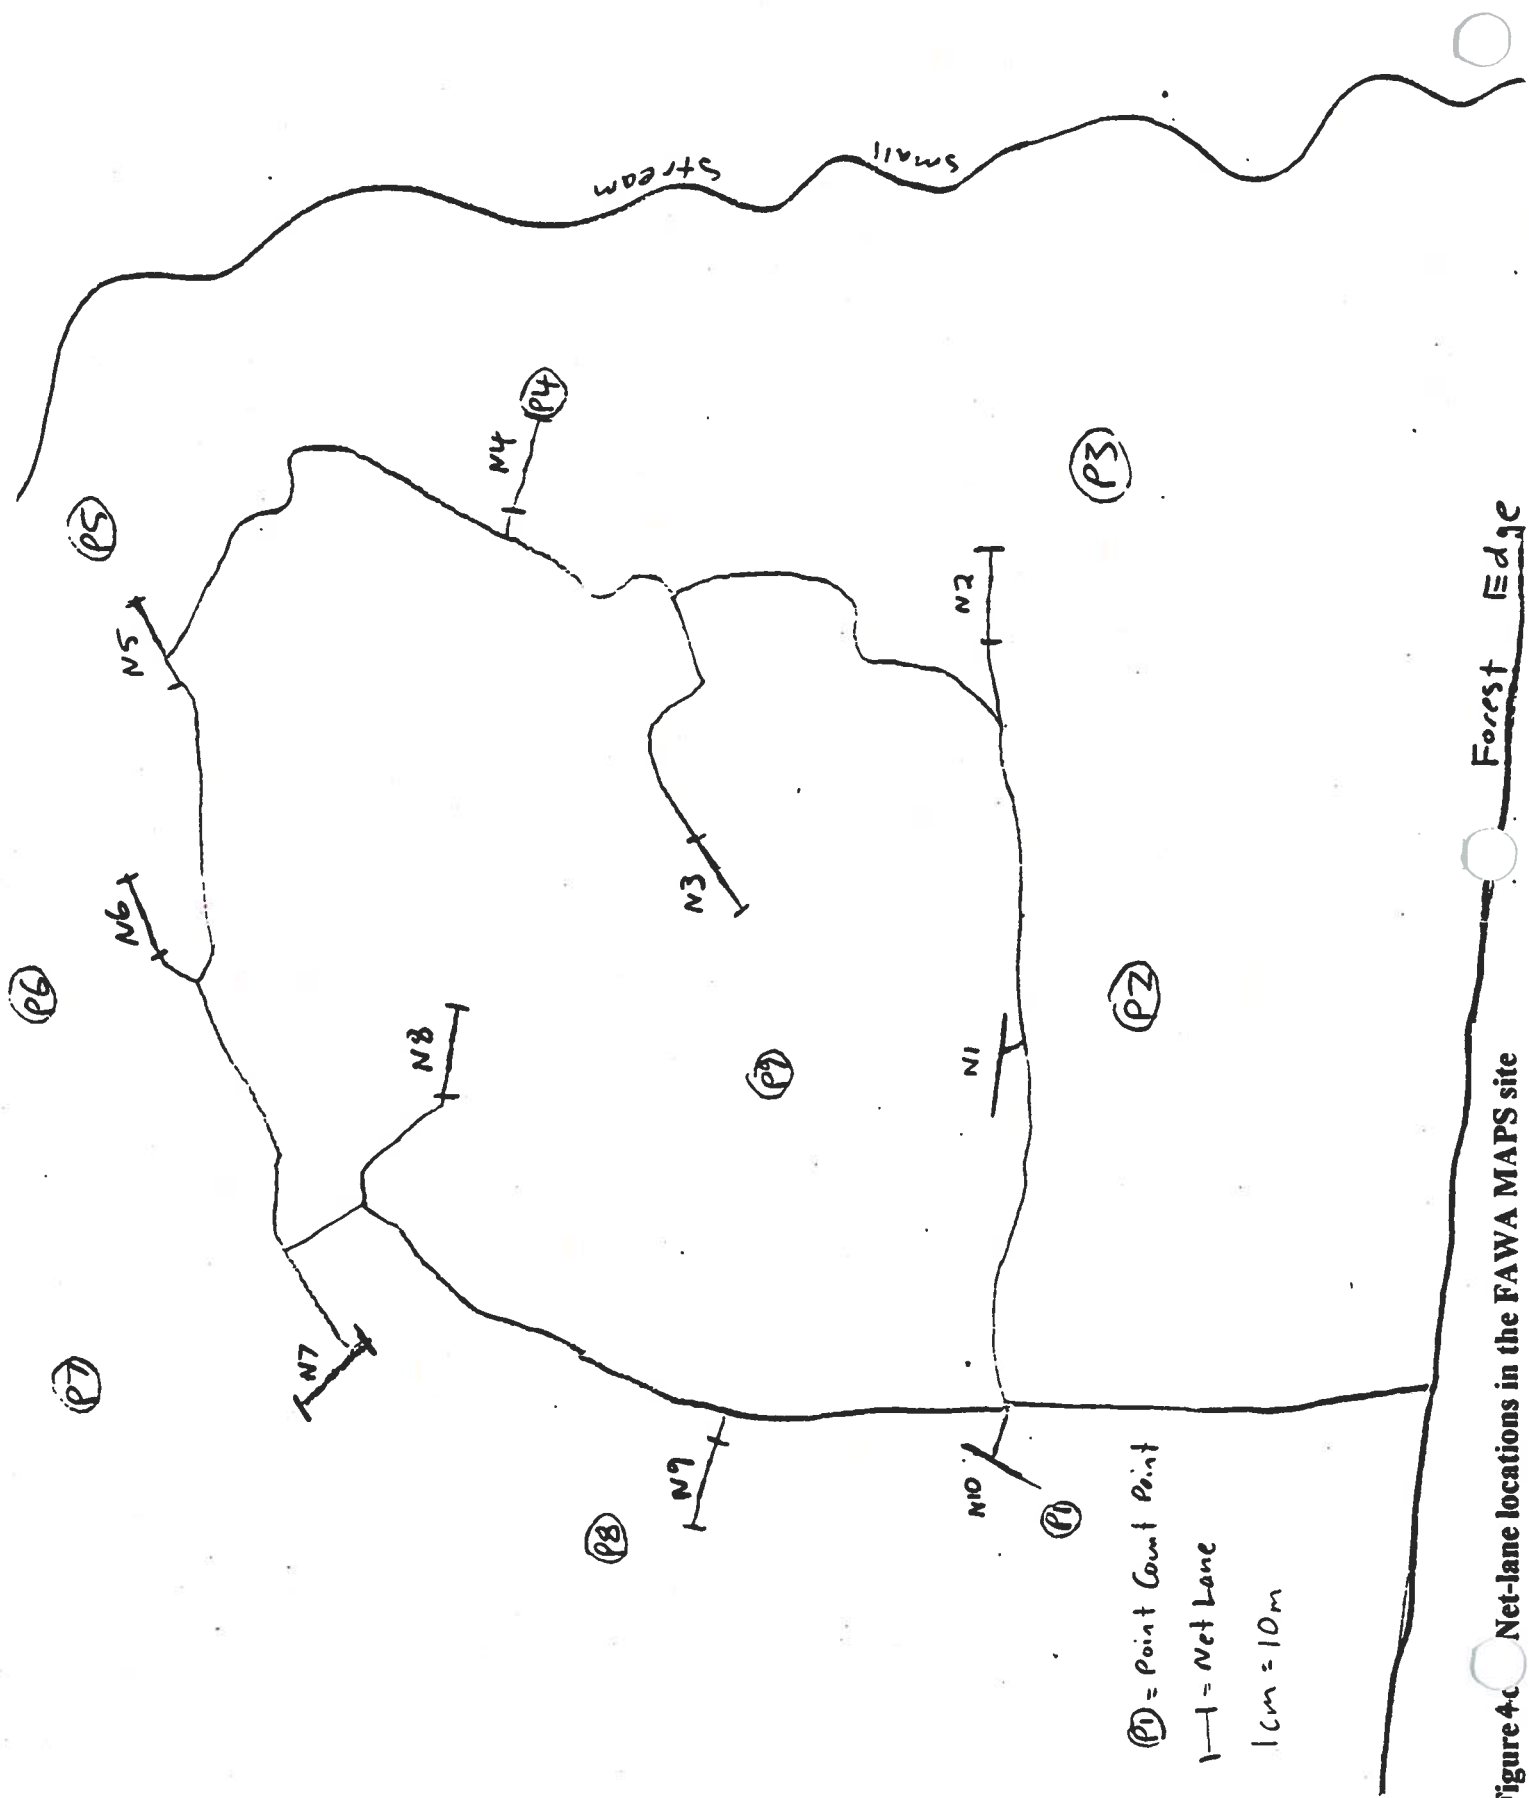 Small
Stream
P5
P4
N4
N5
P3
N2
N6
P6
N3
N8
P9
P2
N1
N7
P7
N9
P8
N10
P1
Forest Edge
P1 = Point Count Point
= Net Lane
1cm = 10m
Figure 4c Net-lane locations in the FAWA MAPS site